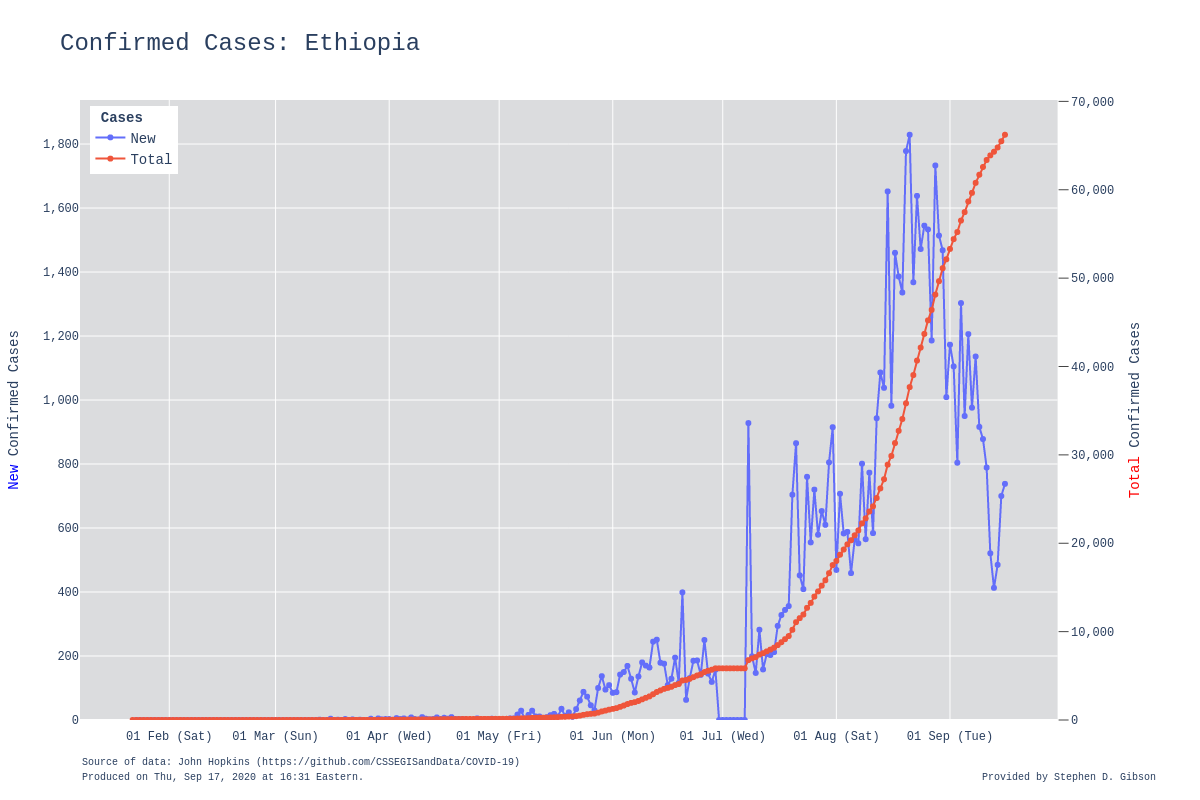 Confirmed Cases: Ethiopia
Cases
New
Total
1,800
1,600
1,400
1,200
1,000
800
600
400
200
0
70,000
60,000
50,000
40,000
30,000
20,000
10,000
0
New Confirmed Cases
Total Confirmed Cases
01 Feb (Sat)
01 Mar (Sun)
01 Apr (Wed)
01 May (Fri)
01 Jun (Mon)
01 Jul (Wed)
01 Aug (Sat)
01 Sep (Tue)
Source of data: John Hopkins (https://github.com/CSSEGISandData/COVID-19)
Produced on Thu, Sep 17, 2020 at 16:31 Eastern.
Provided by Stephen D. Gibson